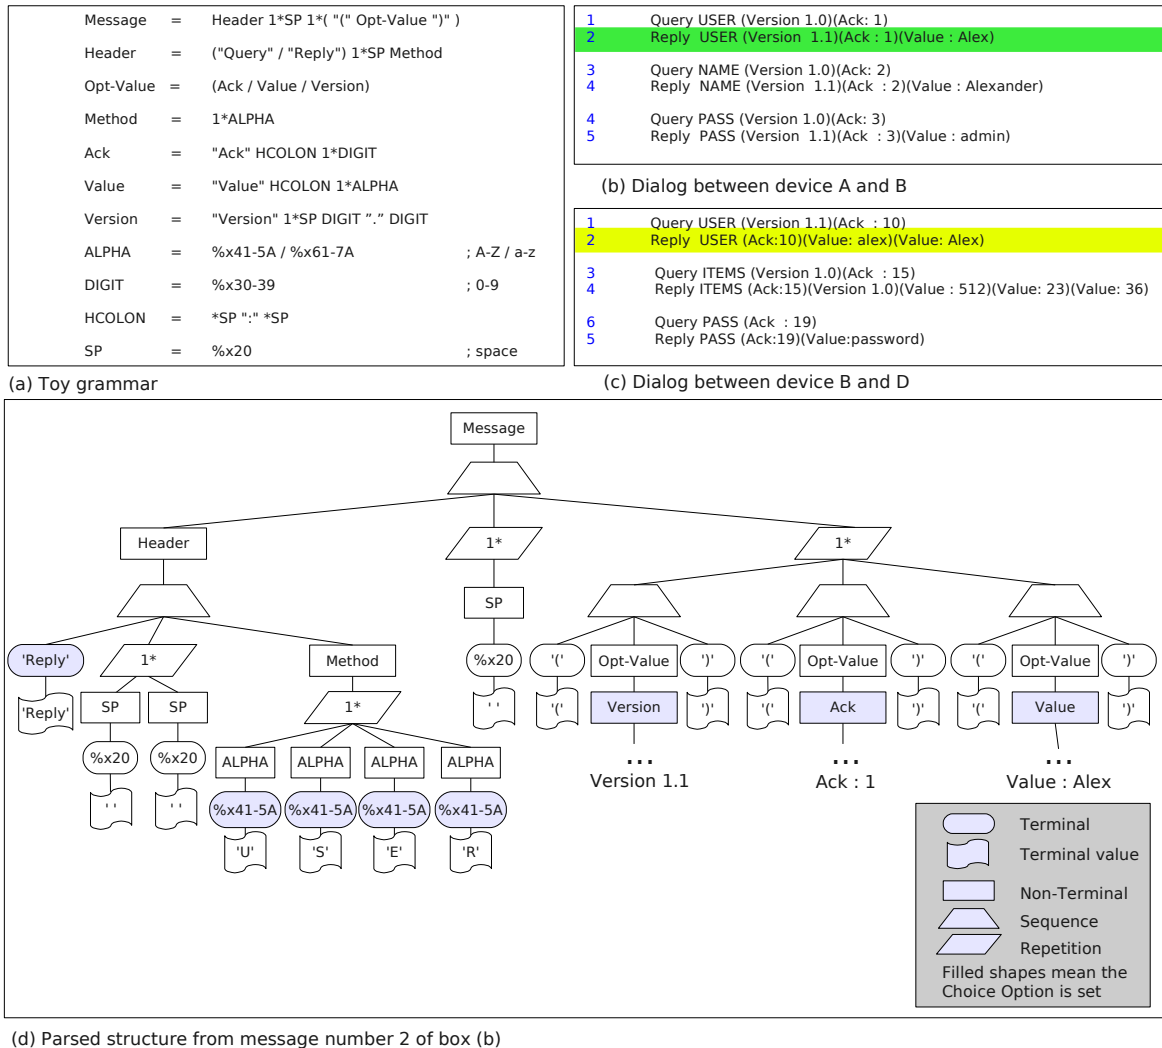 Message = Header 1*SP 1*( "(" Opt-Value ")" )
Header = ("Query" / "Reply") 1*SP Method
Opt-Value = (Ack / Value / Version)
Method = 1*ALPHA
Ack = "Ack" HCOLON 1*DIGIT
Value = "Value" HCOLON 1*ALPHA
Version = "Version" 1*SP DIGIT ”.” DIGIT
ALPHA = %x41-5A / %x61-7A ; A-Z / a-z
DIGIT = %x30-39 ; 0-9
HCOLON = *SP ":" *SP
SP = %x20 ; space
(a) Toy grammar
1 Query USER (Version 1.0)(Ack: 1)
2 Reply  USER (Version  1.1)(Ack : 1)(Value : Alex)
3 Query NAME (Version 1.0)(Ack: 2)
4 Reply  NAME (Version  1.1)(Ack  : 2)(Value : Alexander)
4 Query PASS (Version 1.0)(Ack: 3)
5 Reply  PASS (Version  1.1)(Ack  : 3)(Value : admin)
(b) Dialog between device A and B
1 Query USER (Version 1.1)(Ack  : 10)
2 Reply  USER (Ack:10)(Value: alex)(Value: Alex)
3 Query ITEMS (Version 1.0)(Ack  : 15)
4 Reply ITEMS (Ack:15)(Version 1.0)(Value : 512)(Value: 23)(Value: 36)
6 Query PASS (Ack  : 19)
5 Reply PASS (Ack:19)(Value:password)
(c) Dialog between device B and D
Message
Header 1* 1*
SP
'Reply' 1* Method %x20 '(' Opt-Value ')' '(' Opt-Value ')' '(' Opt-Value ')'
'Reply' SP SP 1* ' ' '(' Version ')' '(' Ack ')' '(' Value ')'
%x20 %x20 ALPHA ALPHA ALPHA ALPHA ... ... ...
Version 1.1 Ack : 1 Value : Alex
' ' ' ' %x41-5A %x41-5A %x41-5A %x41-5A
'U' 'S' 'E' 'R'
Terminal
Terminal value
Non-Terminal
Sequence
Repetition
Filled shapes mean the
Choice Option is set
(d) Parsed structure from message number 2 of box (b)